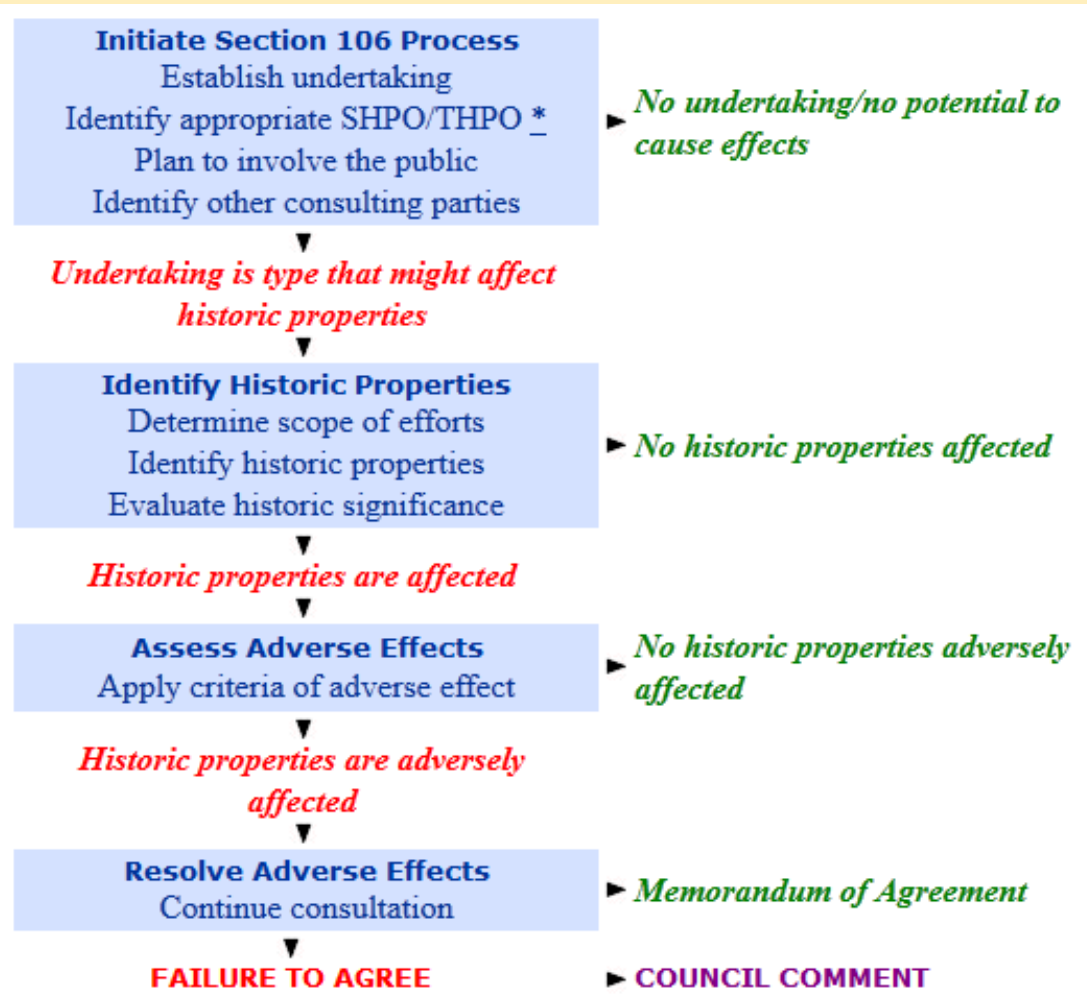 Initiate Section 106 Process
Establish undertaking
Identify appropriate SHPO/THPO *
Plan to involve the public
Identify other consulting parties
No undertaking/no potential to
cause effects
Undertaking is type that might affect
historic properties
Identify Historic Properties
Determine scope of efforts
Identify historic properties
Evaluate historic significance
No historic properties affected
Historic properties are affected
Assess Adverse Effects
Apply criteria of adverse effect
No historic properties adversely
affected
Historic properties are adversely
affected
Resolve Adverse Effects
Continue consultation
Memorandum of Agreement
FAILURE TO AGREE
COUNCIL COMMENT